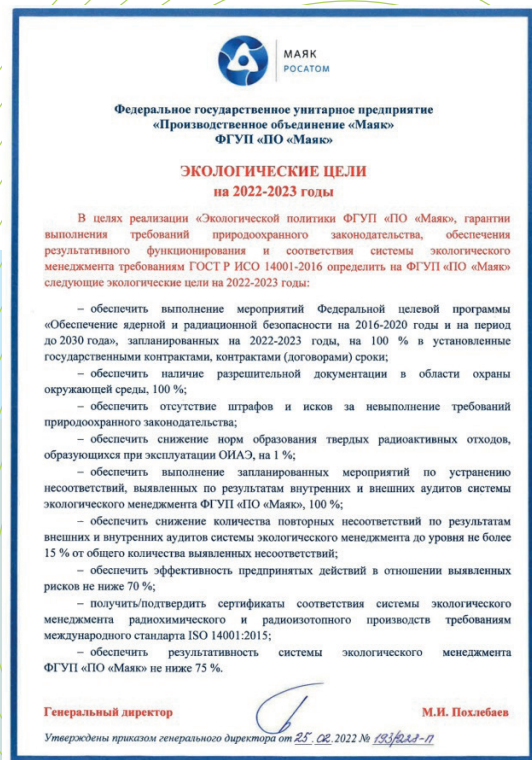 МАЯК
РОСАТОМ
Федеральное государственное унитарное предприятие
«Производственное объединение «Маяк»
ФГУП «ПО «Маяк»
ЭКОЛОГИЧЕСКИЕ ЦЕЛИ
на 2022-2023 годы
В целях реализации «Экологической политики ФГУП «ПО «Маяк», гарантии
выполнения требований природоохранного законодательства, обеспечения
результативного функционирования и соответствия системы экологического
менеджмента требованиям ГОСТ Р ИСО 14001-2016 определить на ФГУП «ПО «Маяк»
следующие экологические цели на 2022-2023 годы:
– обеспечить выполнение мероприятий Федеральной целевой программы
«Обеспечение ядерной и радиационной безопасности на 2016-2020 годы и на период
до 2030 года», запланированных на 2022-2023 годы, на 100 % в установленные
государственными контрактами, контрактами (договорами) сроки;
– обеспечить наличие разрешительной документации в области охраны
окружающей среды, 100 %;
– обеспечить отсутствие штрафов и исков за невыполнение требований
природоохранного законодательства;
– обеспечить снижение норм образования твердых радиоактивных отходов,
образующихся при эксплуатации ОИАЭ, на 1 %;
– обеспечить выполнение запланированных мероприятий по устранению
несоответствий, выявленных по результатам внутренних и внешних аудитов системы
экологического менеджмента ФГУП «ПО «Маяк», 100 %;
– обеспечить снижение количества повторных несоответствий по результатам
внешних и внутренних аудитов системы экологического менеджмента до уровня не более
15 % от общего количества выявленных несоответствий;
– обеспечить эффективность предпринятых действий в отношении выявленных
рисков не ниже 70 %;
– получить/подтвердить сертификаты соответствия системы экологического
менеджмента радиохимического и радиоизотопного производств требованиям
международного стандарта ISO 14001:2015;
– обеспечить результативность системы экологического менеджмента
ФГУП «ПО «Маяк» не ниже 75 %.
Генеральный директор М.И. Похлебаев
Утверждены приказом генерального директора от 25.02.2022 № 193/228-П